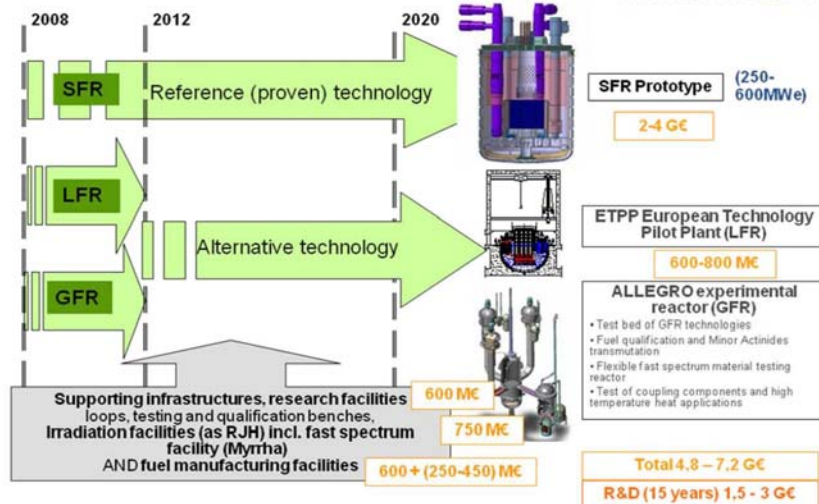 2008
2012
2020
SFR
Reference (proven) technology
SFR Prototype
(250-
600MWe)
2-4 G€
LFR
GFR
Alternative technology
ETPP European Technology
Pilot Plant (LFR)
600-800 M€
ALLEGRO experimental
reactor (GFR)
• Test bed of GFR technologies
• Fuel qualification and Minor Actinides
transmutation
• Flexible fast spectrum material testing
reactor
• Test of coupling components and high
temperature heat applications
Supporting infrastructures, research facilities
loops, testing and qualification benches,
Irradiation facilities (as RJH) incl. fast spectrum
facility (Myrrha)
AND fuel manufacturing facilities
600 M€
750 M€
600 + (250-450) M€
Total 4,8 – 7,2 G€
R&D (15 years) 1,5 - 3 G€